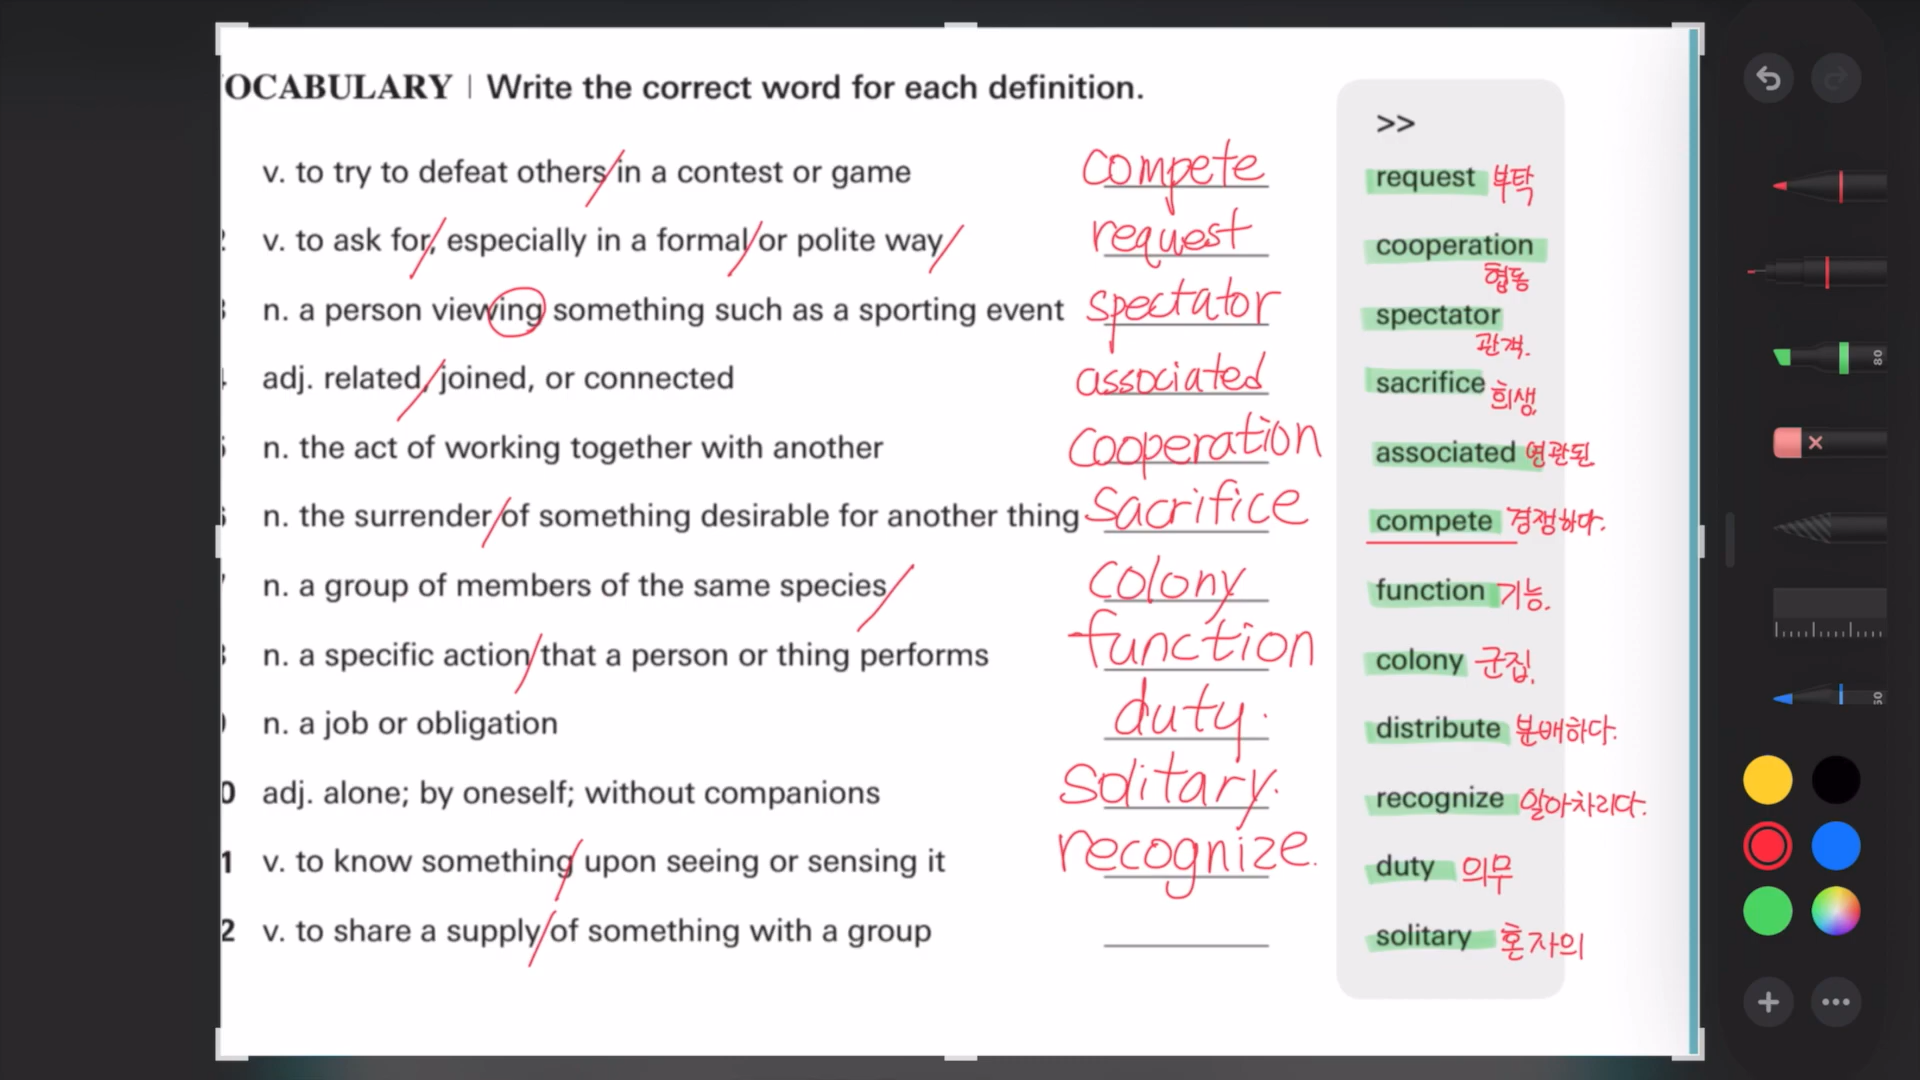 OCABULARY | Write the correct word for each definition.
v. to try to defeat others in a contest or game compete
v. to ask for, especially in a formal or polite way request
n. a person viewing something such as a sporting event spectator
adj. related, joined, or connected associated
n. the act of working together with another cooperation
n. the surrender of something desirable for another thing Sacrifice
n. a group of members of the same species colony
n. a specific action that a person or thing performs function
n. a job or obligation duty.
0 adj. alone; by oneself; without companions solitary.
1 v. to know something upon seeing or sensing it recognize.
2 v. to share a supply of something with a group
>>
request 부탁
cooperation
협동
spectator
관객.
sacrifice 희생.
associated 연관된.
compete 경쟁하다.
function 기능.
colony 군집.
distribute 분배하다.
recognize 알아차리다.
duty 의무
solitary 혼자의
80
50